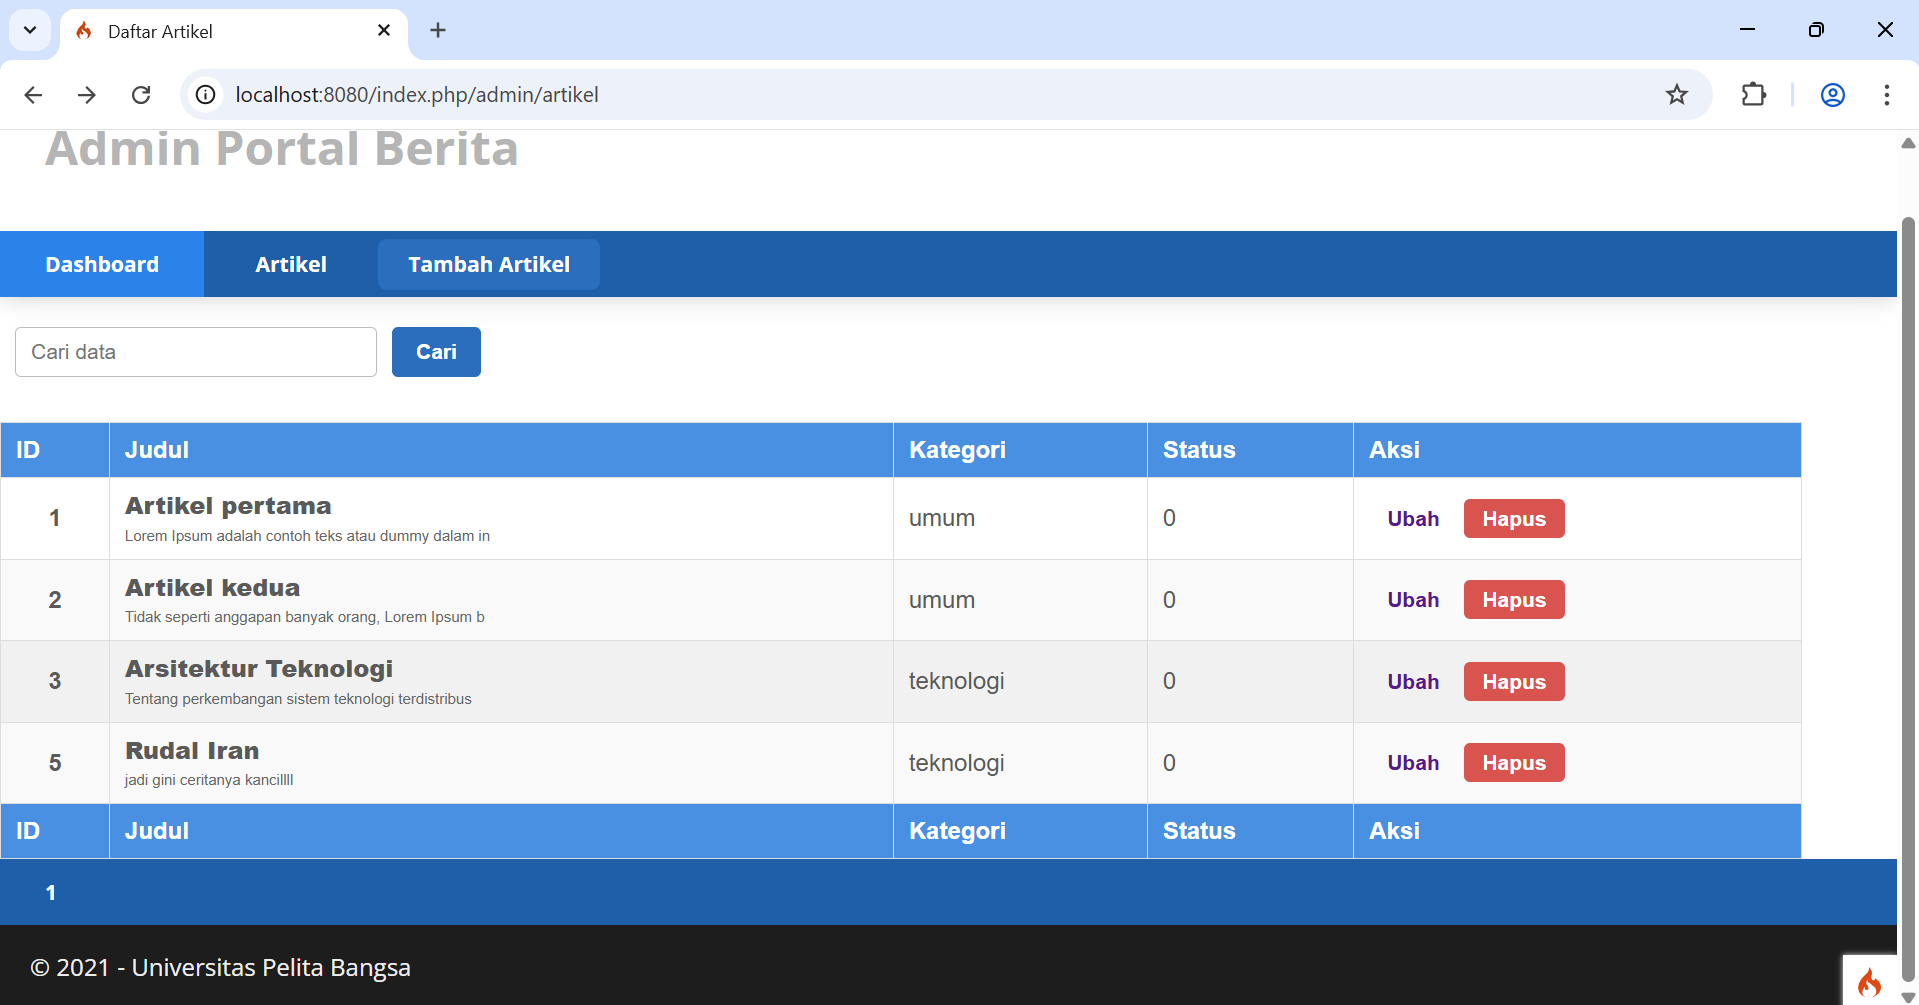 Daftar Artikel
localhost:8080/index.php/admin/artikel
Admin Portal Berita
Dashboard Artikel Tambah Artikel
Cari data Cari
ID Judul Kategori Status Aksi
1 Artikel pertama umum 0 Ubah Hapus
Lorem Ipsum adalah contoh teks atau dummy dalam in
2 Artikel kedua umum 0 Ubah Hapus
Tidak seperti anggapan banyak orang, Lorem Ipsum b
3 Arsitektur Teknologi teknologi 0 Ubah Hapus
Tentang perkembangan sistem teknologi terdistribus
5 Rudal Iran teknologi 0 Ubah Hapus
jadi gini ceritanya kancillll
ID Judul Kategori Status Aksi
1
© 2021 - Universitas Pelita Bangsa